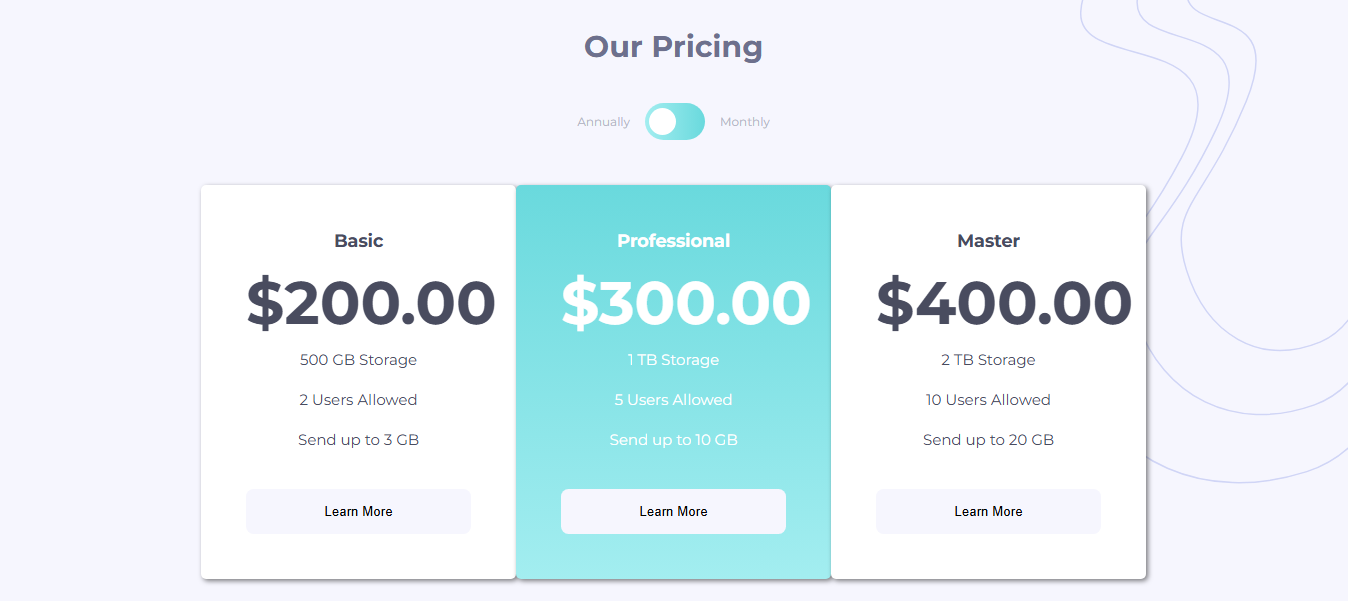 Our Pricing
Annually
Monthly
Basic
$200.00
500 GB Storage
2 Users Allowed
Send up to 3 GB
Learn More
Professional
$300.00
1 TB Storage
5 Users Allowed
Send up to 10 GB
Learn More
Master
$400.00
2 TB Storage
10 Users Allowed
Send up to 20 GB
Learn More